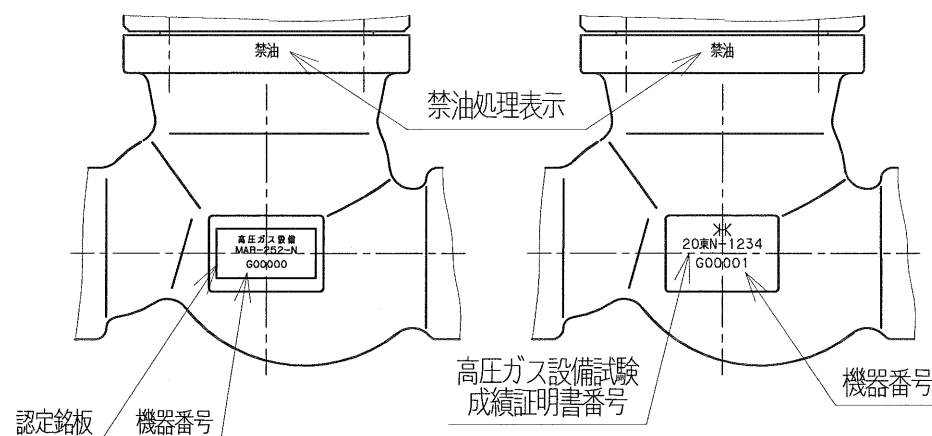 禁油
禁油
禁油処理表示
高圧ガス設備
MAR-252-N
G00000
20東N-1234
G00001
高圧ガス設備試験
成績証明書番号
機器番号
認定銘板
機器番号